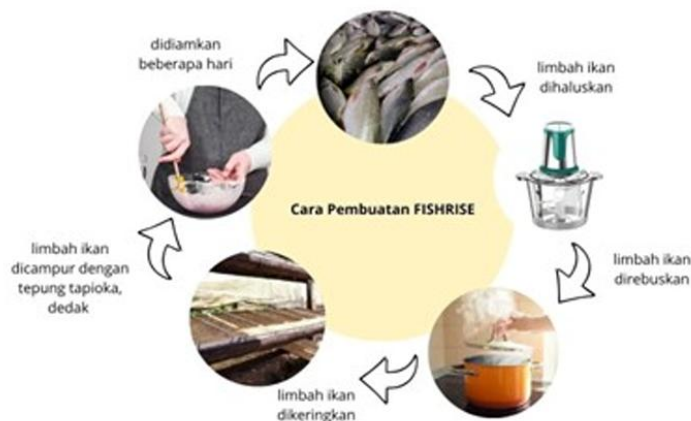 didiamkan
beberapa hari
limbah ikan
dihaluskan
Cara Pembuatan FISHRISE
limbah ikan
dicampur dengan
tepung tapioka,
dedak
limbah ikan
direbuskan
limbah ikan
dikeringkan